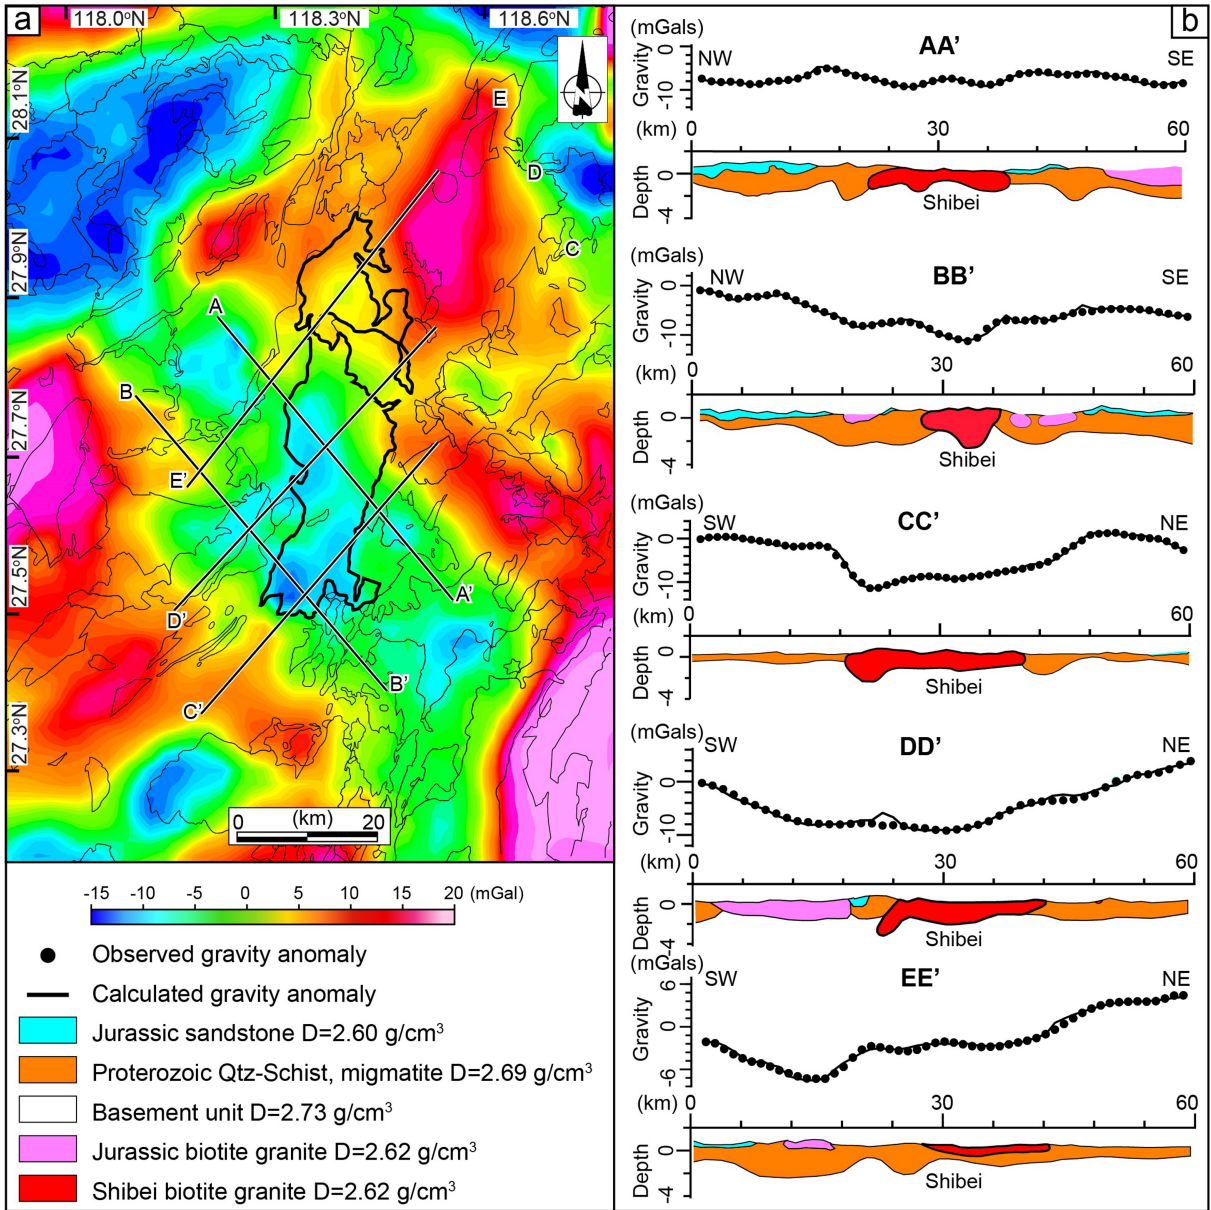 a
118.0°N
118.3°N
118.6°N
28.1°N
27.9°N
27.7°N
27.5°N
27.3°N
E
D
C
A
B
E'
D'
A'
B'
C'
(km)
0 20
-15 -10 -5 0 5 10 15 20 (mGal)
Observed gravity anomaly
Calculated gravity anomaly
Jurassic sandstone D=2.60 g/cm³
Proterozoic Qtz-Schist, migmatite D=2.69 g/cm³
Basement unit D=2.73 g/cm³
Jurassic biotite granite D=2.62 g/cm³
Shibei biotite granite D=2.62 g/cm³
b
(mGals)
AA'
NW
SE
Gravity
0
-10
(km) 0 30 60
Depth
0
-4
Shibei
(mGals)
BB'
NW
SE
Gravity
0
-10
(km) 0 30 60
Depth
0
-4
Shibei
(mGals)
CC'
SW
NE
Gravity
0
-10
(km) 0 30 60
Depth
0
-4
Shibei
(mGals)
DD'
SW
NE
Gravity
0
-10
(km) 0 30 60
Depth
0
-4
Shibei
(mGals)
EE'
SW
NE
Gravity
6
0
-6
(km) 0 30 60
Depth
0
-4
Shibei